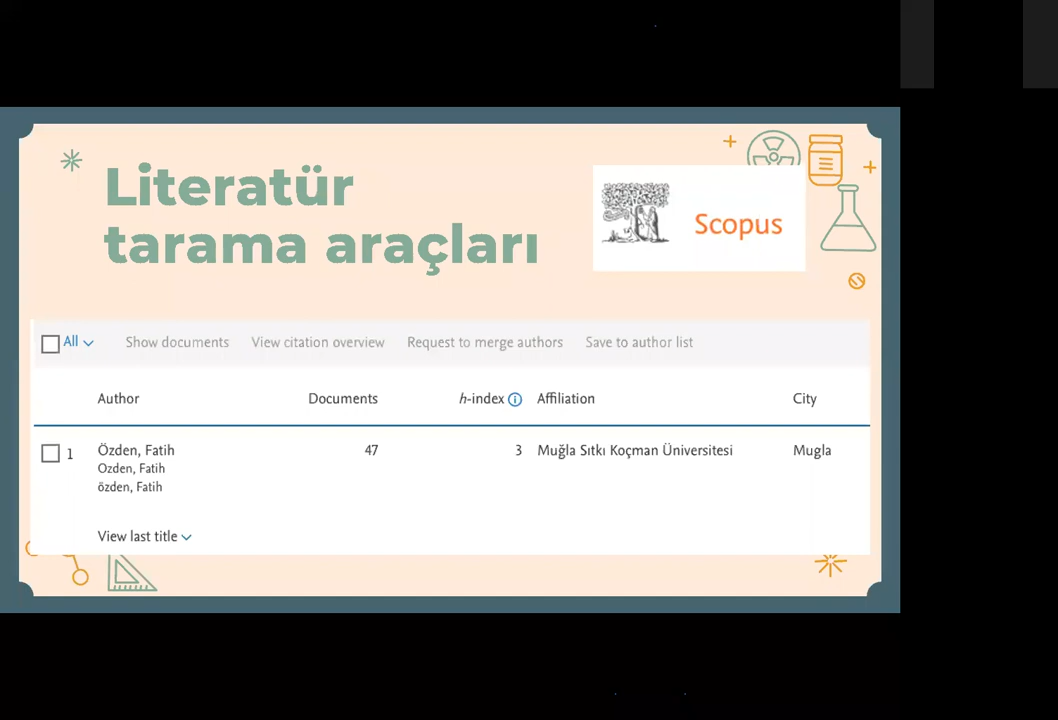 Literatür
tarama araçları
Scopus
All Show documents View citation overview Request to merge authors Save to author list
Author Documents h-index Affiliation City
1 Özden, Fatih 47 3 Muğla Sıtkı Koçman Üniversitesi Mugla
Ozden, Fatih
özden, Fatih
View last title